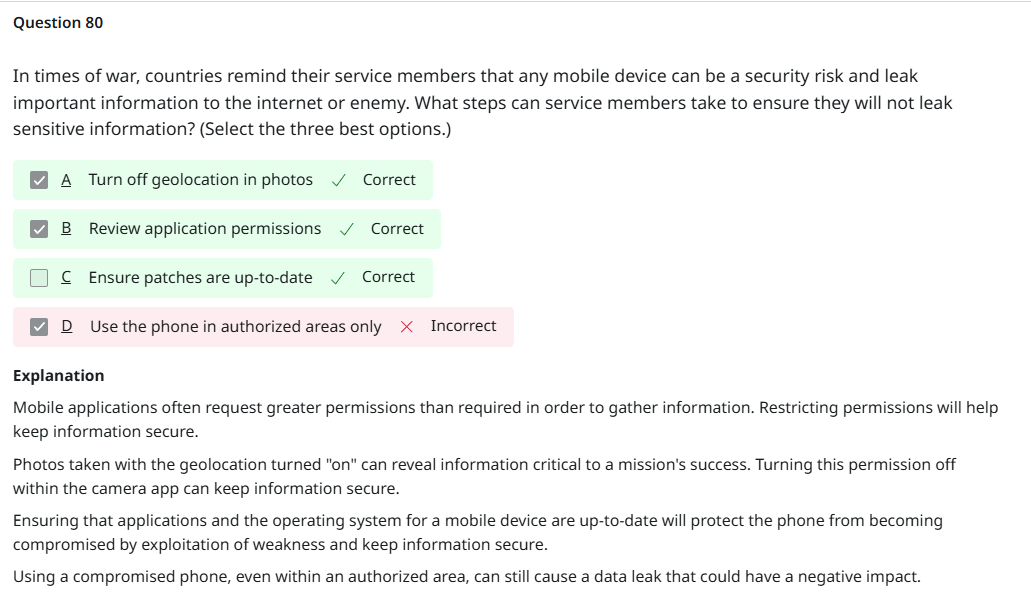 Question 80
In times of war, countries remind their service members that any mobile device can be a security risk and leak
important information to the internet or enemy. What steps can service members take to ensure they will not leak
sensitive information? (Select the three best options.)
A Turn off geolocation in photos ✓ Correct
B Review application permissions ✓ Correct
C Ensure patches are up-to-date ✓ Correct
D Use the phone in authorized areas only ✕ Incorrect
Explanation
Mobile applications often request greater permissions than required in order to gather information. Restricting permissions will help
keep information secure.
Photos taken with the geolocation turned "on" can reveal information critical to a mission's success. Turning this permission off
within the camera app can keep information secure.
Ensuring that applications and the operating system for a mobile device are up-to-date will protect the phone from becoming
compromised by exploitation of weakness and keep information secure.
Using a compromised phone, even within an authorized area, can still cause a data leak that could have a negative impact.